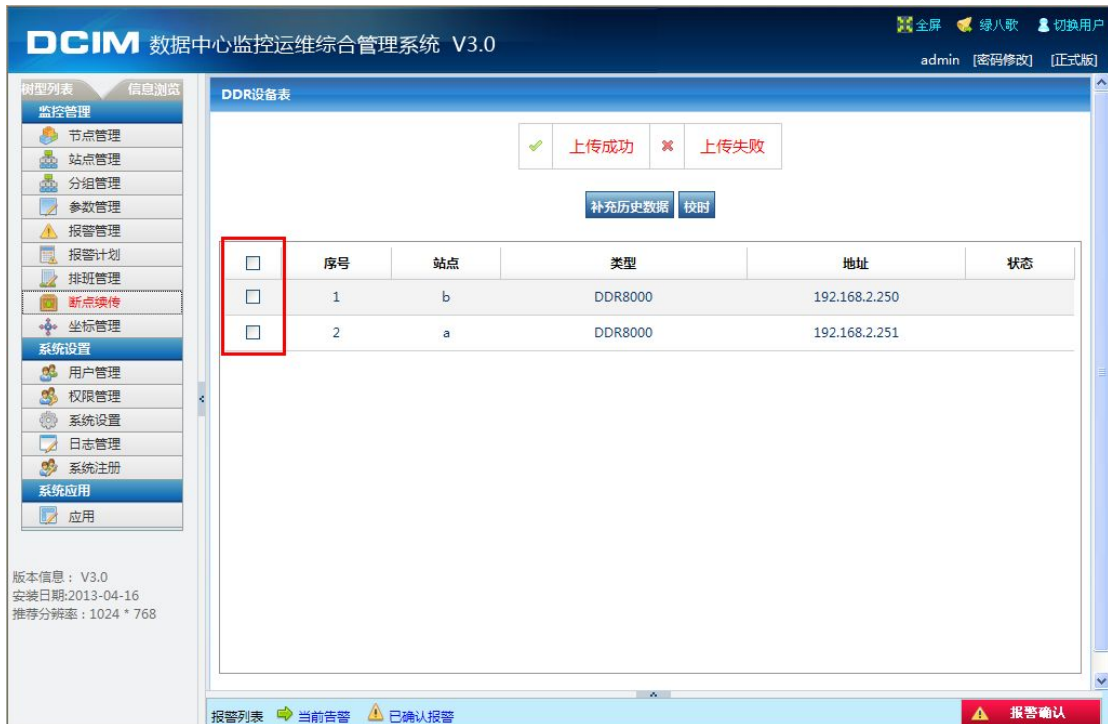 DCIM 数据中心监控运维综合管理系统 V3.0
全屏 绿八歌 切换用户
admin [密码修改] [正式版]
树型列表 信息浏览
监控管理
节点管理
站点管理
分组管理
参数管理
报警管理
报警计划
排班管理
断点续传
坐标管理
系统设置
用户管理
权限管理
系统设置
日志管理
系统注册
系统应用
应用
版本信息: V3.0
安装日期:2013-04-16
推荐分辨率:1024 * 768
DDR设备表
上传成功 上传失败
补充历史数据 校时
序号 站点 类型 地址 状态
1 b DDR8000 192.168.2.250
2 a DDR8000 192.168.2.251
报警列表 当前告警 已确认报警 报警确认